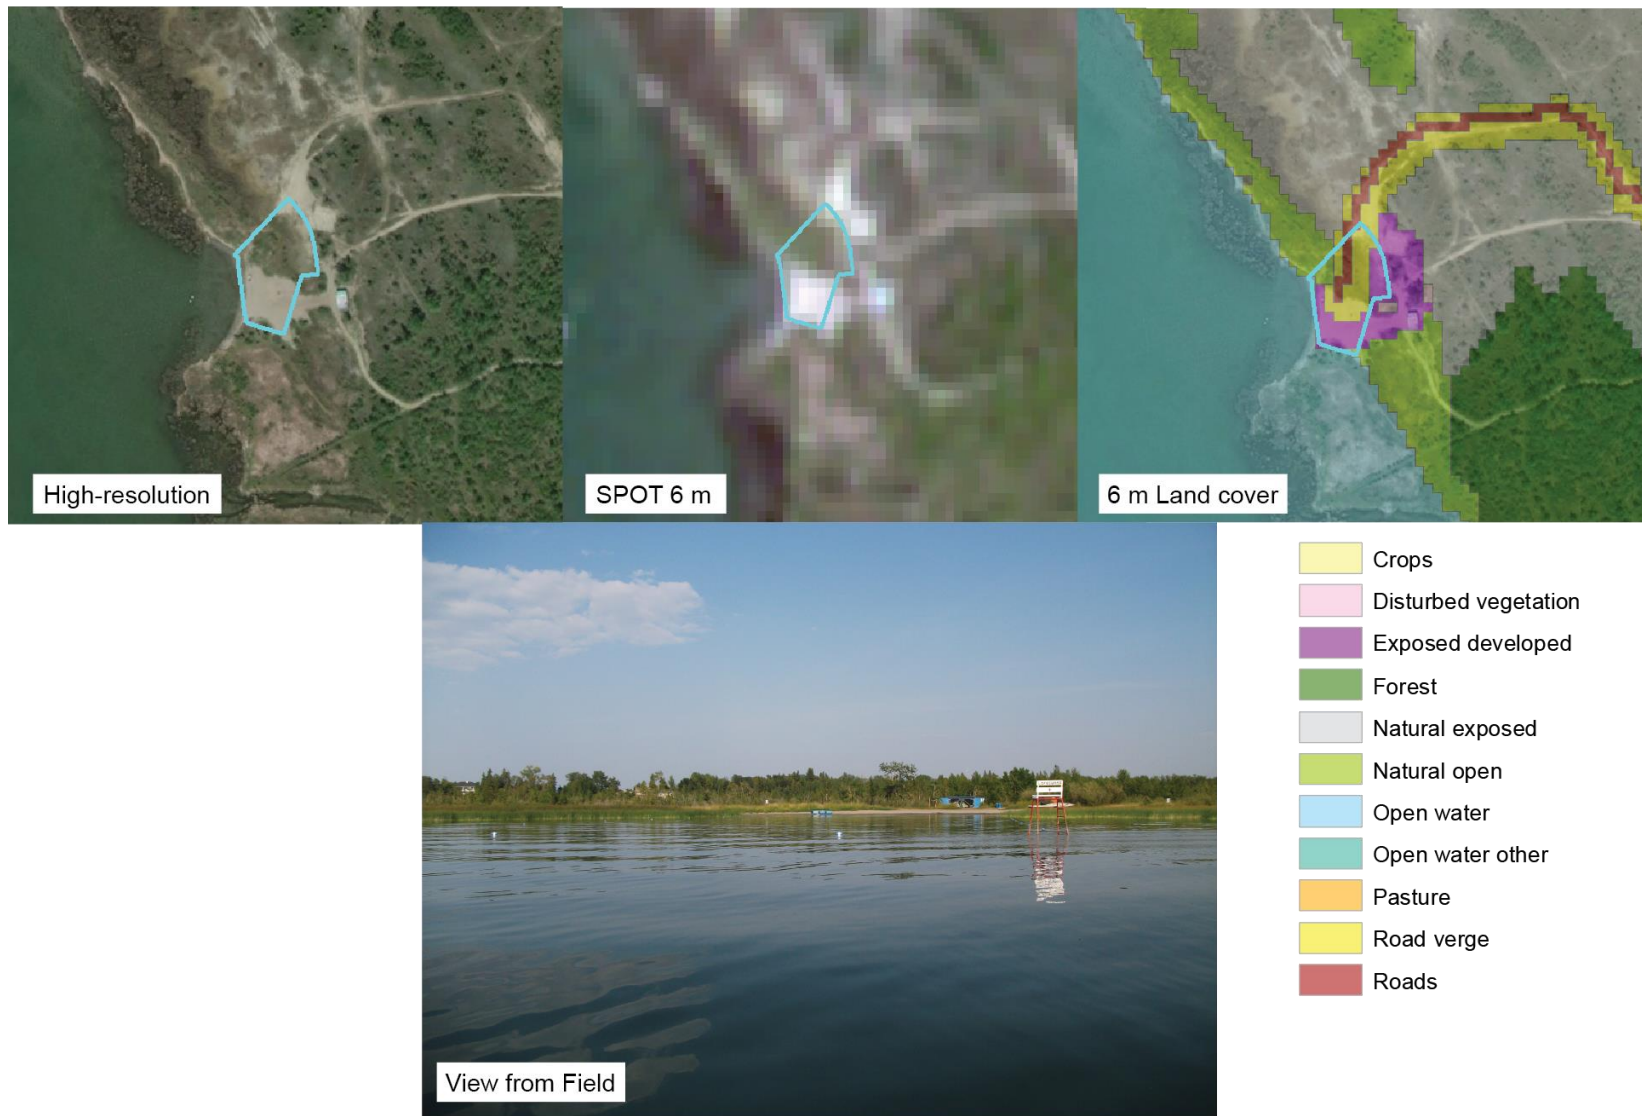 High-resolution
SPOT 6 m
6 m Land cover
View from Field
Crops
Disturbed vegetation
Exposed developed
Forest
Natural exposed
Natural open
Open water
Open water other
Pasture
Road verge
Roads